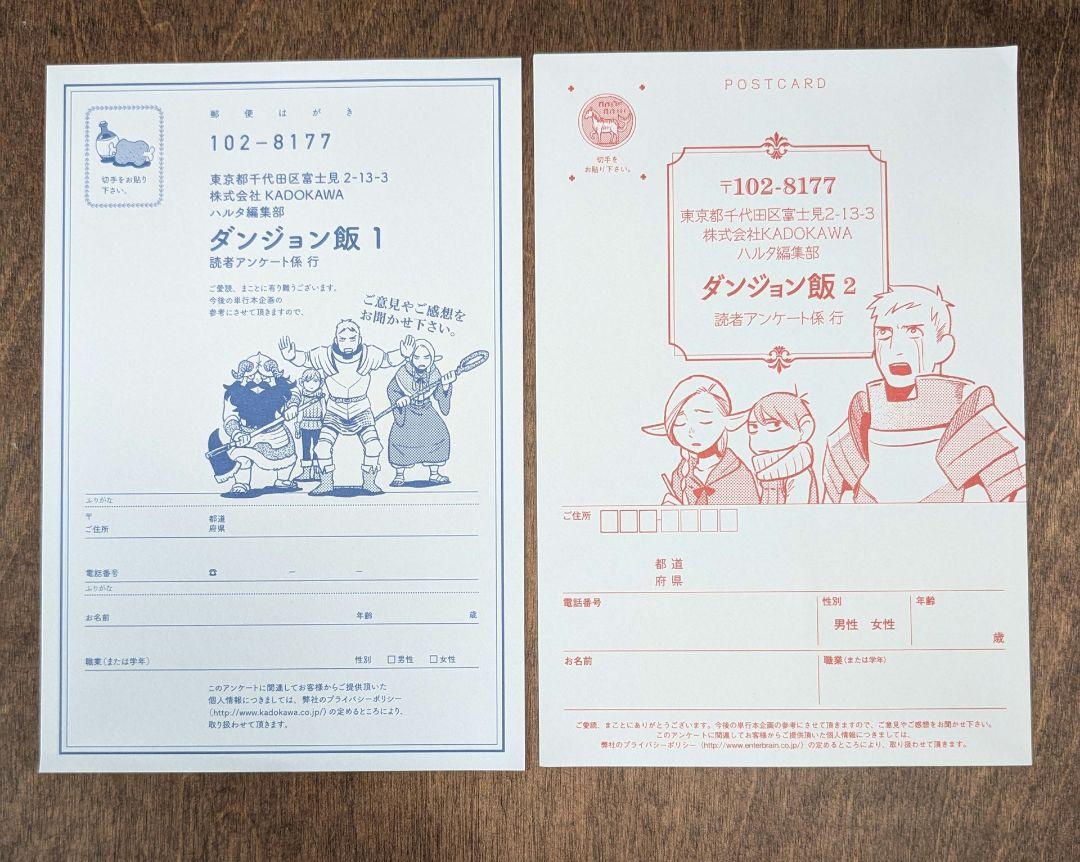 郵便はがき
切手をお貼り
下さい。
102-8177
東京都千代田区富士見 2-13-3
株式会社 KADOKAWA
ハルタ編集部
ダンジョン飯 1
読者アンケート係 行
ご愛読、まことに有り難うございます。
今後の単行本企画の
参考にさせて頂きますので、
ご意見やご感想を
お聞かせ下さい。
ふりがな
〒
ご住所
都道
府県
電話番号 ☎ － －
ふりがな
お名前 年齢 歳
職業(または学年) 性別 □男性 □女性
このアンケートに関連してお客様からご提供頂いた
個人情報につきましては、弊社のプライバシーポリシー
(http://www.kadokawa.co.jp/)の定めるところにより、
取り扱わせて頂きます。
POSTCARD
切手を
お貼り下さい。
〒102-8177
東京都千代田区富士見2-13-3
株式会社KADOKAWA
ハルタ編集部
ダンジョン飯 2
読者アンケート係 行
ご住所
都道
府県
電話番号 性別 年齢
男性 女性
歳
お名前 職業(または学年)
ご愛読、まことにありがとうございます。今後の単行本企画の参考にさせて頂きますので、ご意見やご感想をお聞かせ下さい。
このアンケートに関連してお客様からご提供頂いた個人情報につきましては、
弊社のプライバシーポリシー(http://www.enterbrain.co.jp/)の定めるところにより、取り扱わせて頂きます。